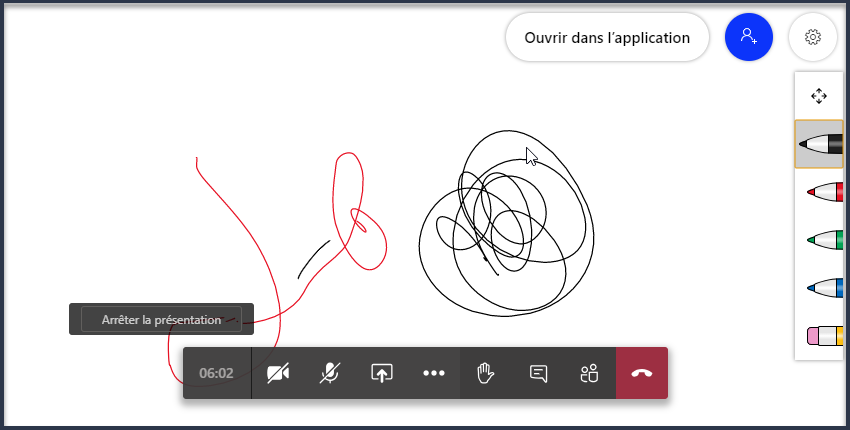 Ouvrir dans l'application
Arrêter la présentation
06:02